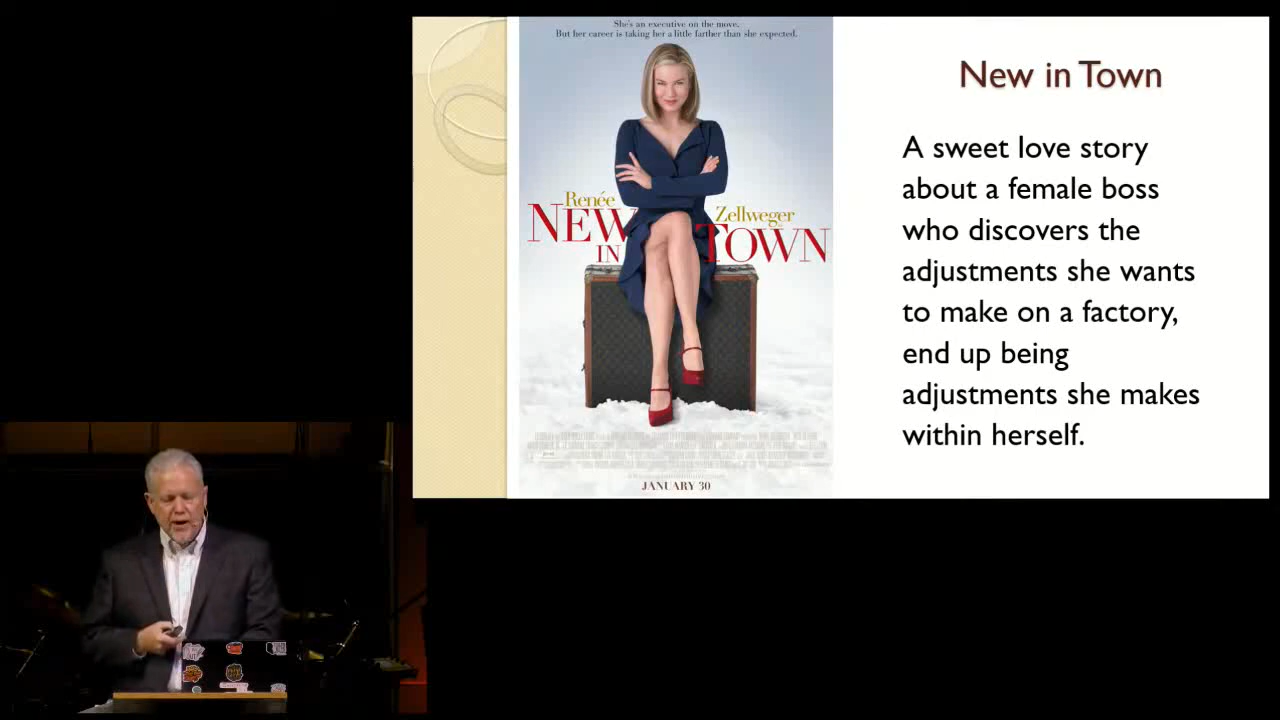 She's an executive on the move.
But her career is taking her a little farther than she expected.
Renée
Zellweger
NEW
IN
TOWN
JANUARY 30
New in Town
A sweet love story
about a female boss
who discovers the
adjustments she wants
to make on a factory,
end up being
adjustments she makes
within herself.